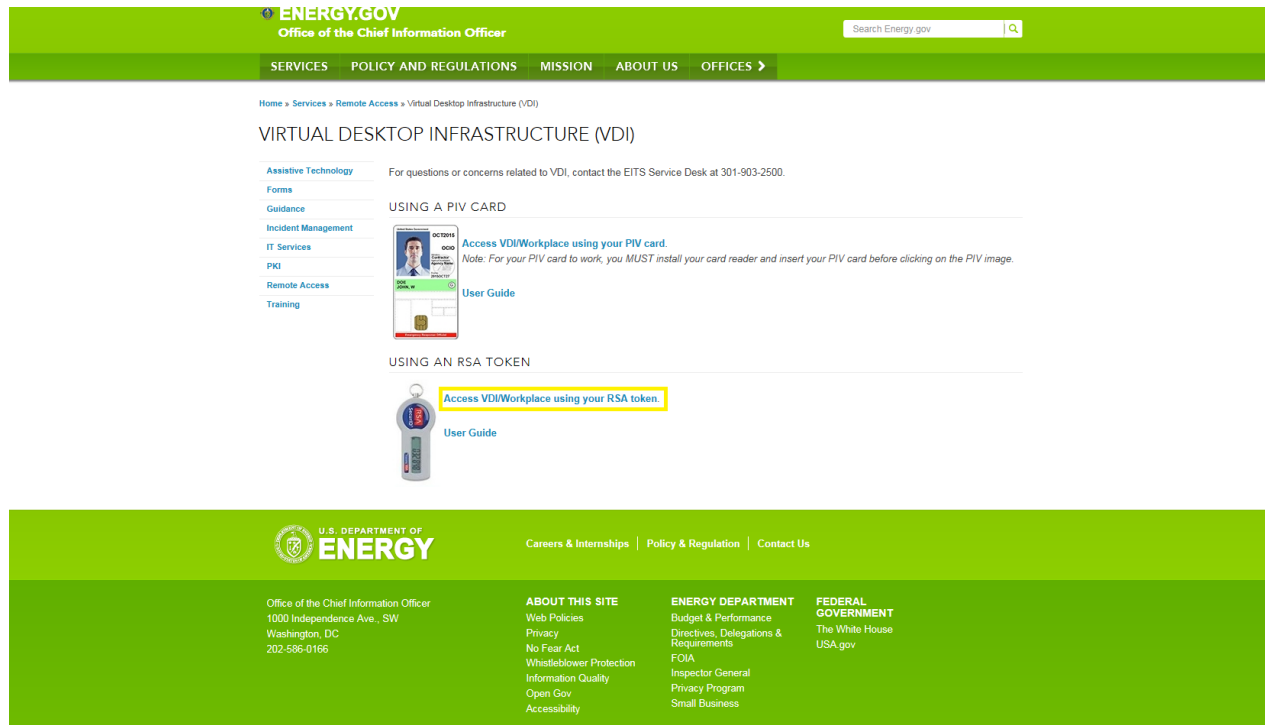 ENERGY.GOV
Office of the Chief Information Officer
Search Energy.gov
SERVICES POLICY AND REGULATIONS MISSION ABOUT US OFFICES
Home » Services » Remote Access » Virtual Desktop Infrastructure (VDI)
VIRTUAL DESKTOP INFRASTRUCTURE (VDI)
Assistive Technology
Forms
Guidance
Incident Management
IT Services
PKI
Remote Access
Training
For questions or concerns related to VDI, contact the EITS Service Desk at 301-903-2500.
USING A PIV CARD
OCT2015
OCIO
Contractor
Agency Name
DOE
JOHN, W
Access VDI/Workplace using your PIV card.
Note: For your PIV card to work, you MUST install your card reader and insert your PIV card before clicking on the PIV image.
User Guide
USING AN RSA TOKEN
RSA
SecurID
Access VDI/Workplace using your RSA token.
User Guide
U.S. DEPARTMENT OF
ENERGY
Careers & Internships | Policy & Regulation | Contact Us
Office of the Chief Information Officer
1000 Independence Ave., SW
Washington, DC
202-586-0166
ABOUT THIS SITE
Web Policies
Privacy
No Fear Act
Whistleblower Protection
Information Quality
Open Gov
Accessibility
ENERGY DEPARTMENT
Budget & Performance
Directives, Delegations &
Requirements
FOIA
Inspector General
Privacy Program
Small Business
FEDERAL
GOVERNMENT
The White House
USA.gov